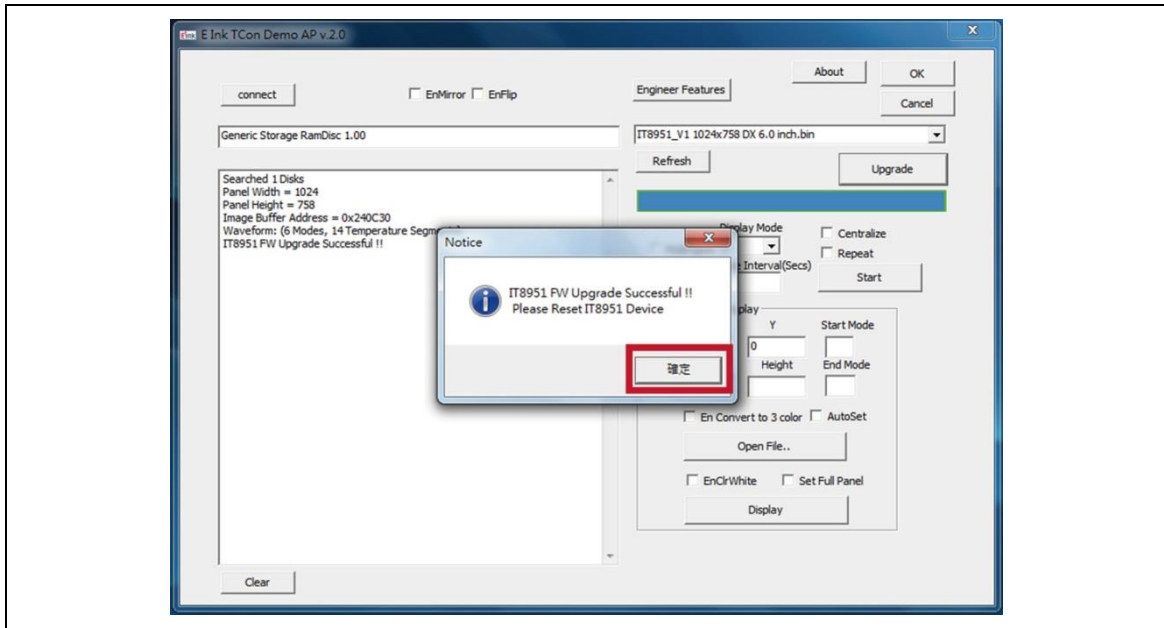 E Ink TCon Demo AP v.2.0
About
OK
connect
EnMirror
EnFlip
Engineer Features
Cancel
Generic Storage RamDisc 1.00
IT8951_V1 1024x758 DX 6.0 inch.bin
Refresh
Upgrade
Searched 1 Disks
Panel Width = 1024
Panel Height = 758
Image Buffer Address = 0x240C30
Waveform: (6 Modes, 14 Temperature
IT8951 FW Upgrade Successful !!
Notice
IT8951 FW Upgrade Successful !!
Please Reset IT8951 Device
確定
Mode
Centralize
Repeat
Interval(Secs)
Start
Y
Start Mode
0
Height
End Mode
En Convert to 3 color
AutoSet
Open File..
EnClrWhite
Set Full Panel
Display
Clear